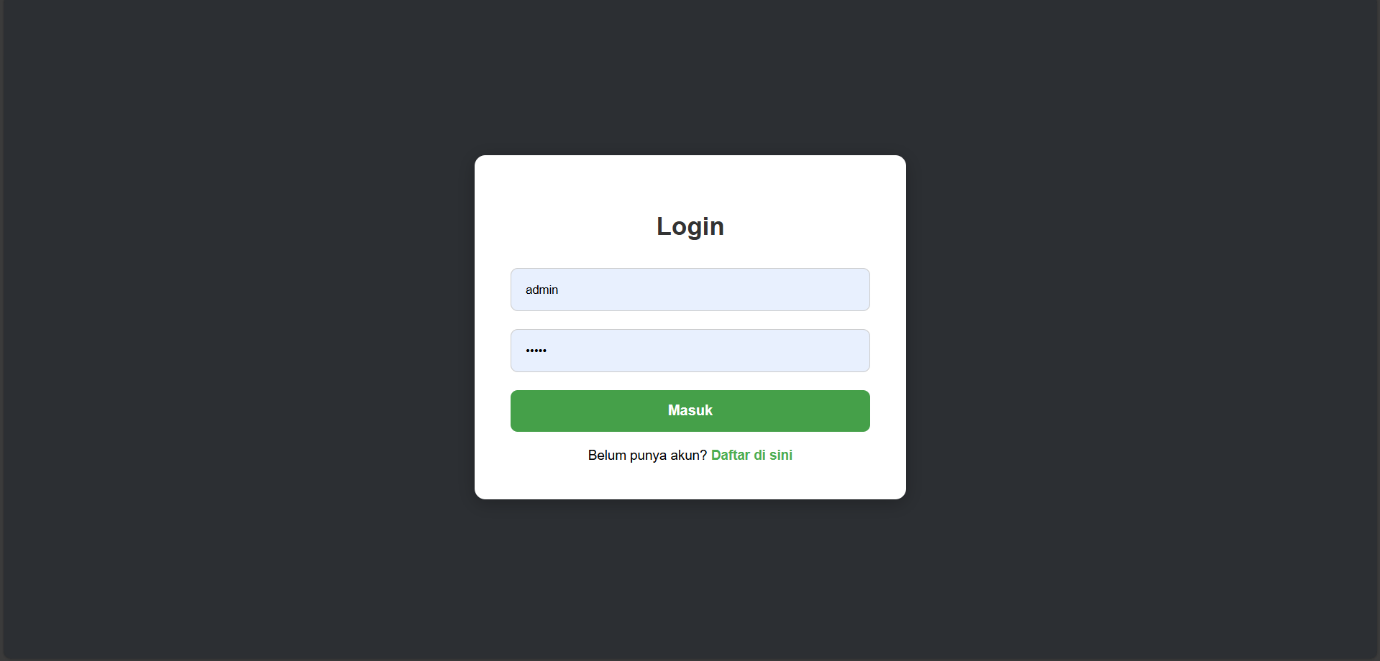 Login
admin
•••••
Masuk
Belum punya akun? Daftar di sini